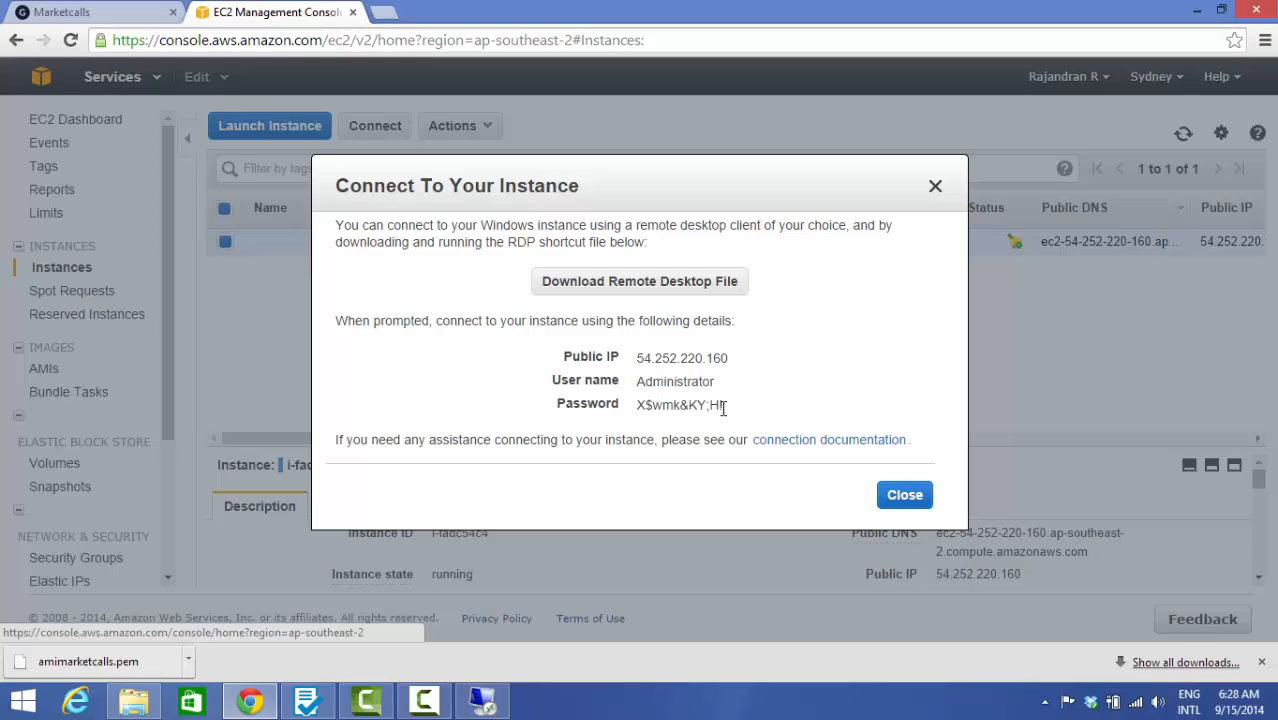 Marketcalls
EC2 Management Consol
https://console.aws.amazon.com/ec2/v2/home?region=ap-southeast-2#Instances:
Services Edit Rajandran R Sydney Help
EC2 Dashboard
Events
Tags
Reports
Limits
INSTANCES
Instances
Spot Requests
Reserved Instances
IMAGES
AMIs
Bundle Tasks
ELASTIC BLOCK STORE
Volumes
Snapshots
NETWORK & SECURITY
Security Groups
Elastic IPs
Launch Instance Connect Actions
Filter by tags 1 to 1 of 1
Name Status Public DNS Public IP
ec2-54-252-220-160.ap... 54.252.220.
Connect To Your Instance
You can connect to your Windows instance using a remote desktop client of your choice, and by
downloading and running the RDP shortcut file below:
Download Remote Desktop File
When prompted, connect to your instance using the following details:
Public IP 54.252.220.160
User name Administrator
Password
If you need any assistance connecting to your instance, please see our connection documentation.
Close
Instance:
Description
Instance ID i-fadc54c4 Public DNS ec2-54-252-220-160.ap-southeast-
2.compute.amazonaws.com
Instance state running Public IP 54.252.220.160
© 2008 - 2014, Amazon Web Services, Inc. or its affiliates. All rights reserved. Privacy Policy Terms of Use Feedback
https://console.aws.amazon.com/console/home?region=ap-southeast-2
amimarketcalls.pem Show all downloads...
ENG 6:28 AM
INTL 9/15/2014